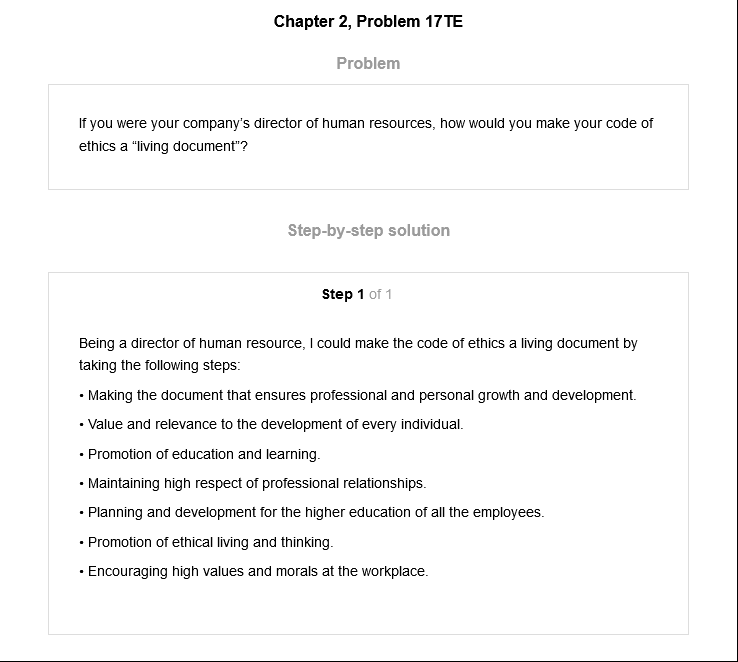 Chapter 2, Problem 17TE
Problem
If you were your company’s director of human resources, how would you make your code of
ethics a “living document”?
Step-by-step solution
Step 1 of 1
Being a director of human resource, I could make the code of ethics a living document by
taking the following steps:
• Making the document that ensures professional and personal growth and development.
• Value and relevance to the development of every individual.
• Promotion of education and learning.
• Maintaining high respect of professional relationships.
• Planning and development for the higher education of all the employees.
• Promotion of ethical living and thinking.
• Encouraging high values and morals at the workplace.